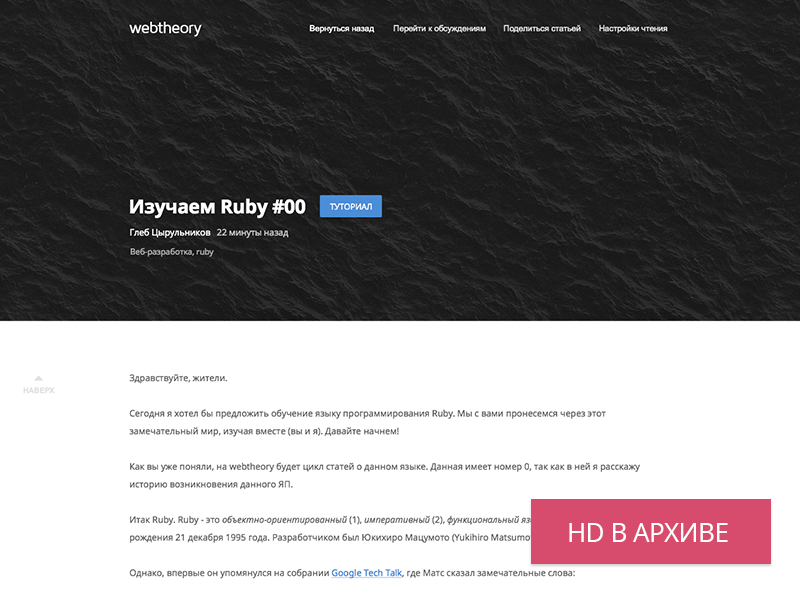 webtheory
Вернуться назад Перейти к обсуждениям Поделиться статьей Настройки чтения
Изучаем Ruby #00 ТУТОРИАЛ
Глеб Цырульников 22 минуты назад
Веб-разработка, ruby
НАВЕРХ
Здравствуйте, жители.
Сегодня я хотел бы предложить обучение языку программирования Ruby. Мы с вами пронесемся через этот
замечательный мир, изучая вместе (вы и я). Давайте начнем!
Как вы уже поняли, на webtheory будет цикл статей о данном языке. Данная имеет номер 0, так как в ней я расскажу
историю возникновения данного ЯП.
Итак Ruby. Ruby - это объектно-ориентированный (1), императивный (2), функциональный
рождения 21 декабря 1995 года. Разработчиком был Юкихиро Мацумото (Yukihiro
HD В АРХИВЕ
Однако, впервые он упомянулся на собрании Google Tech Talk, где Матс сказал замечательные слова: